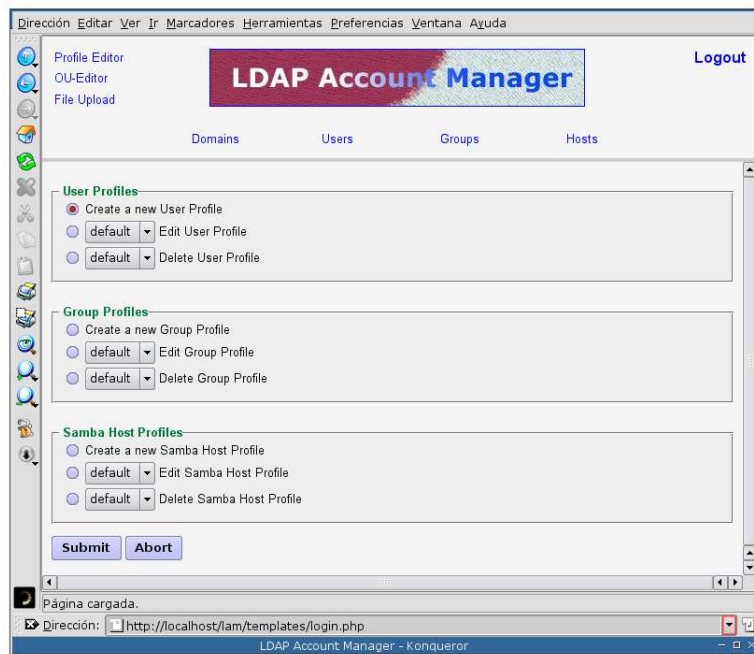 Dirección Editar Ver Ir Marcadores Herramientas Preferencias Ventana Ayuda
Profile Editor
OU-Editor
File Upload
LDAP Account Manager
Logout
Domains Users Groups Hosts
User Profiles
Create a new User Profile
default Edit User Profile
default Delete User Profile
Group Profiles
Create a new Group Profile
default Edit Group Profile
default Delete Group Profile
Samba Host Profiles
Create a new Samba Host Profile
default Edit Samba Host Profile
default Delete Samba Host Profile
Submit Abort
Página cargada.
Dirección: http://localhost/lam/templates/login.php
LDAP Account Manager - Konqueror